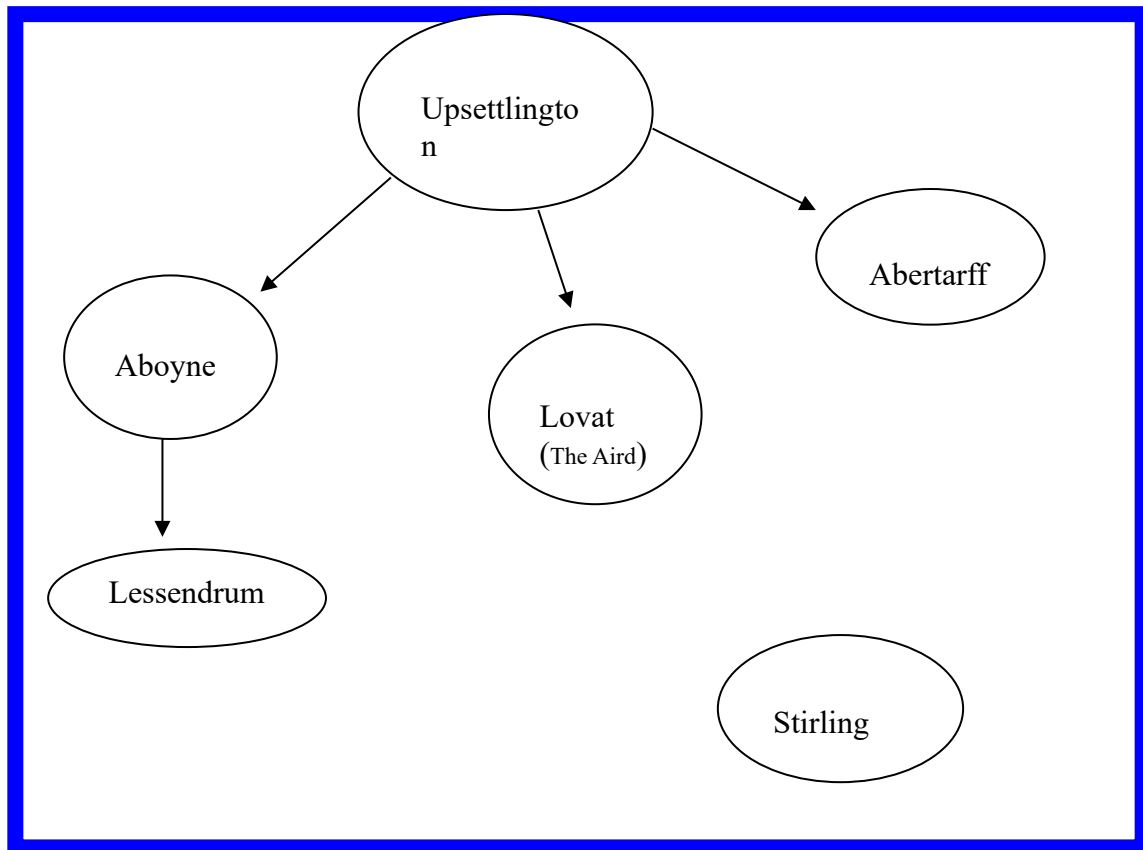 Upsettlingto
n
Abertarff
Aboyne
Lovat
(The Aird)
Lessendrum
Stirling